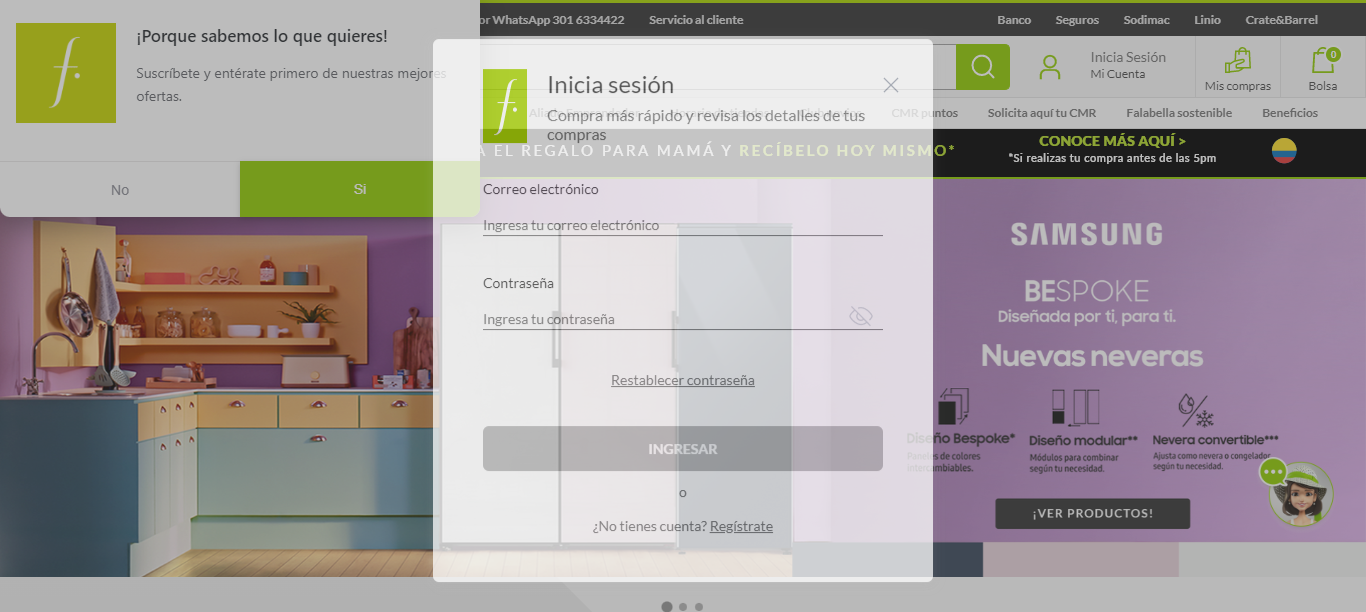 ¡Porque sabemos lo que quieres!
Suscríbete y entérate primero de nuestras mejores
ofertas.
No
Si
or WhatsApp 301 6334422
Servicio al cliente
Banco
Seguros
Sodimac
Linio
Crate&Barrel
Inicia Sesión
Mi Cuenta
Mis compras
0
Bolsa
CMR puntos
Solicita aquí tu CMR
Falabella sostenible
Beneficios
EL REGALO PARA MAMÁ Y RECÍBELO HOY MISMO*
CONOCE MÁS AQUÍ >
*Si realizas tu compra antes de las 5pm
f.
Inicia sesión
Compra más rápido y revisa los detalles de tus
compras
Correo electrónico
Ingresa tu correo electrónico
Contraseña
Ingresa tu contraseña
Restablecer contraseña
INGRESAR
o
¿No tienes cuenta? Regístrate
SAMSUNG
BESPOKE
Diseñada por ti, para ti.
Nuevas neveras
Diseño Bespoke*
Paneles de colores
intercambiables.
Diseño modular**
Módulos para combinar
según tu necesidad.
Nevera convertible***
Ajusta como nevera o congelador
según tu necesidad.
¡VER PRODUCTOS!